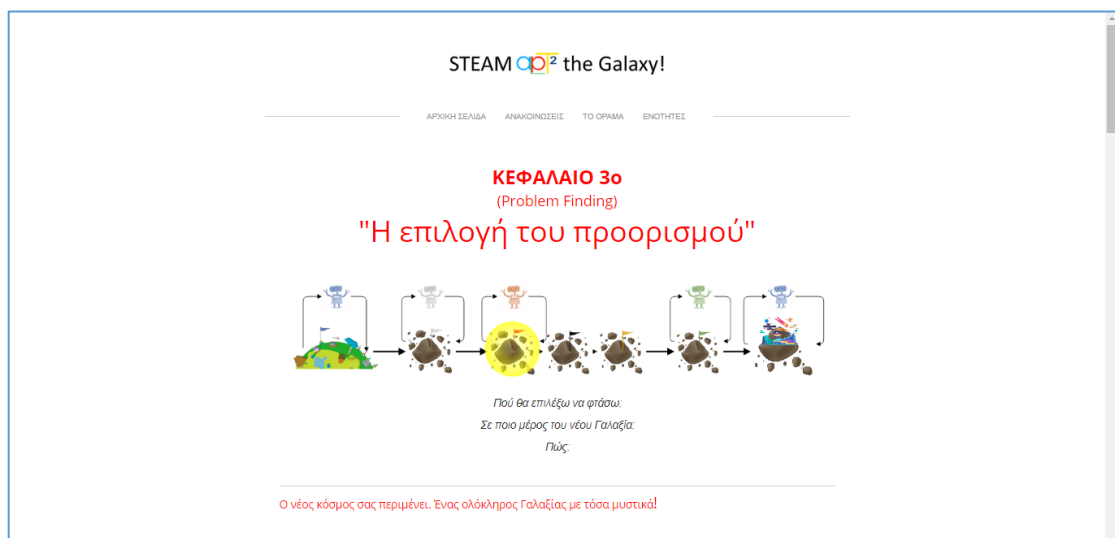 STEAM apT² the Galaxy!
ΑΡΧΙΚΗ ΣΕΛΙΔΑ ΑΝΑΚΟΙΝΩΣΕΙΣ ΤΟ ΟΡΑΜΑ ΕΝΟΤΗΤΕΣ
ΚΕΦΑΛΑΙΟ 3ο
(Problem Finding)
"Η επιλογή του προορισμού"
Πού θα επιλέξω να φτάσω;
Σε ποιο μέρος του νέου Γαλαξία;
Πώς;
Ο νέος κόσμος σας περιμένει. Ένας ολόκληρος Γαλαξίας με τόσα μυστικά!